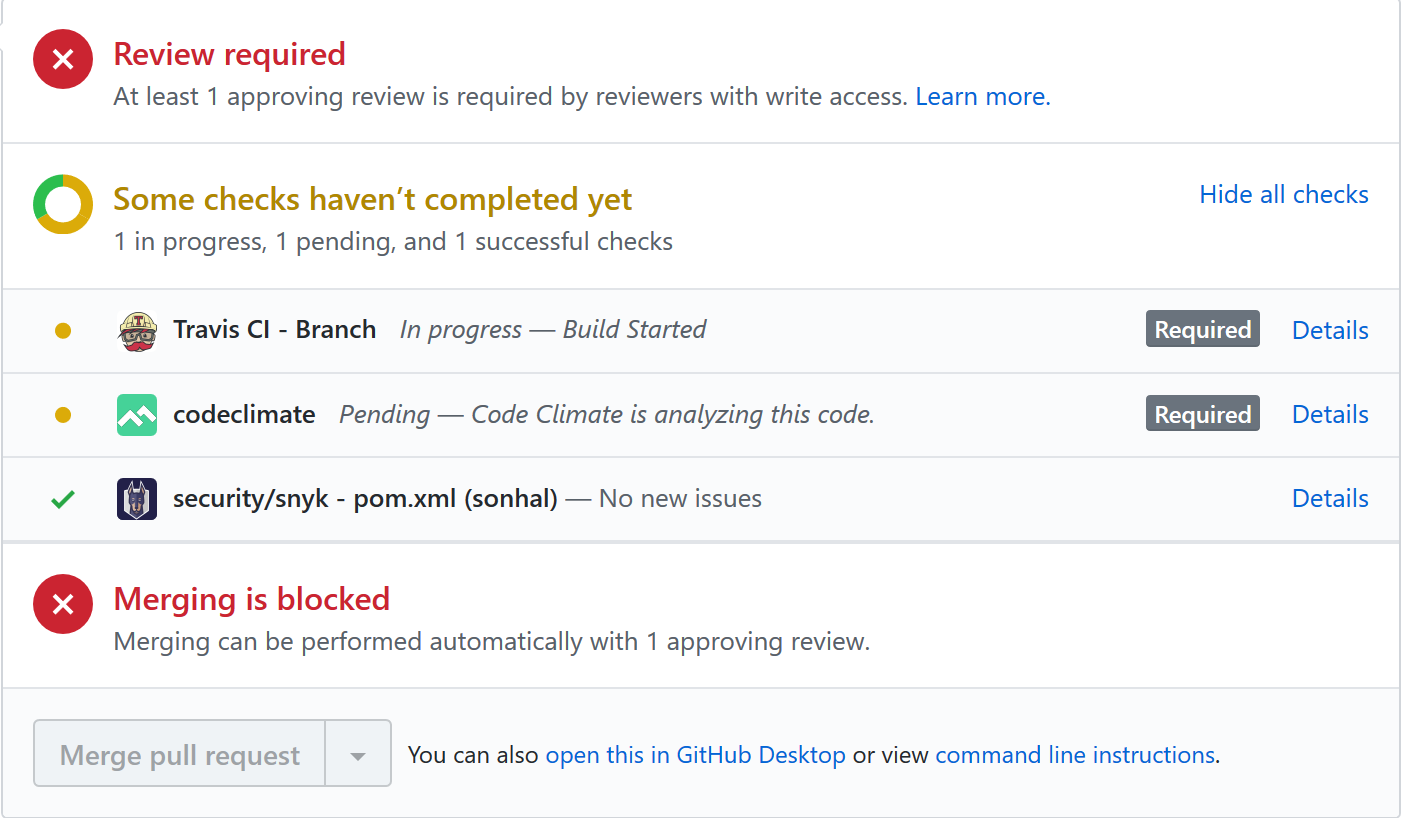 Review required
At least 1 approving review is required by reviewers with write access. Learn more.
Some checks haven’t completed yet
Hide all checks
1 in progress, 1 pending, and 1 successful checks
Travis CI - Branch In progress — Build Started Required Details
codeclimate Pending — Code Climate is analyzing this code. Required Details
security/snyk - pom.xml (sonhal) — No new issues Details
Merging is blocked
Merging can be performed automatically with 1 approving review.
Merge pull request You can also open this in GitHub Desktop or view command line instructions.